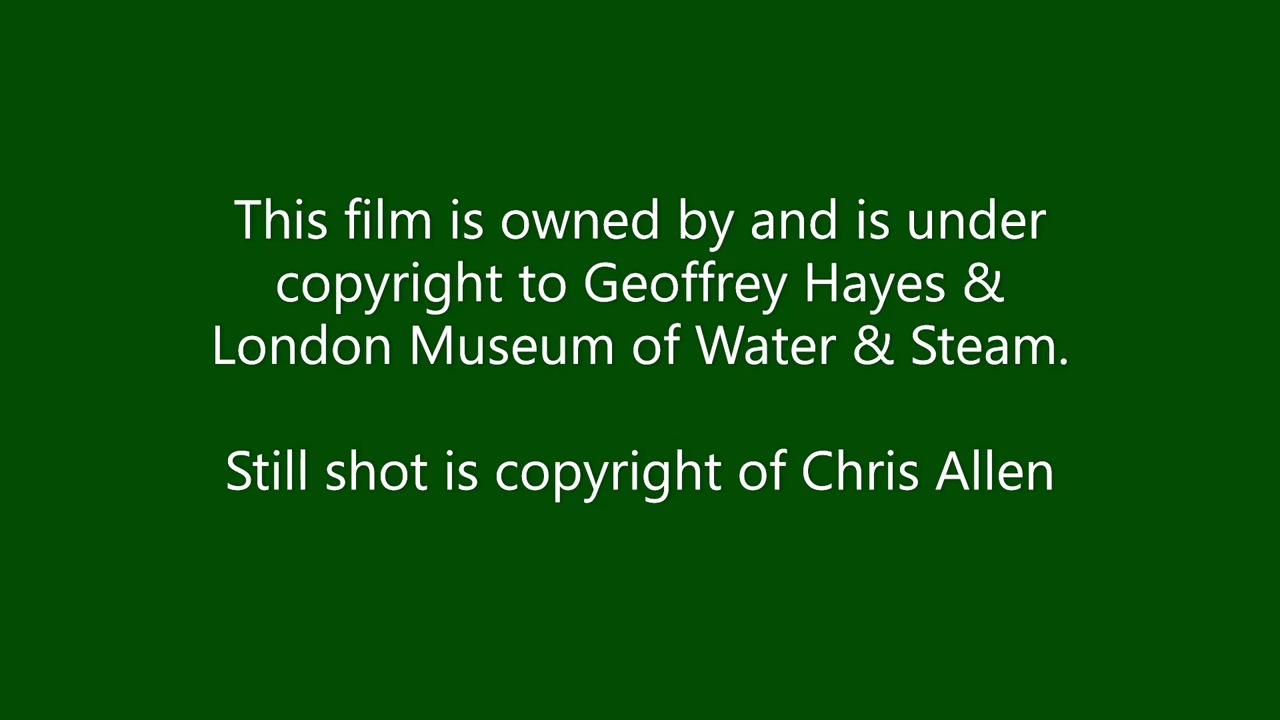 This film is owned by and is under
copyright to Geoffrey Hayes &
London Museum of Water & Steam.
Still shot is copyright of Chris Allen